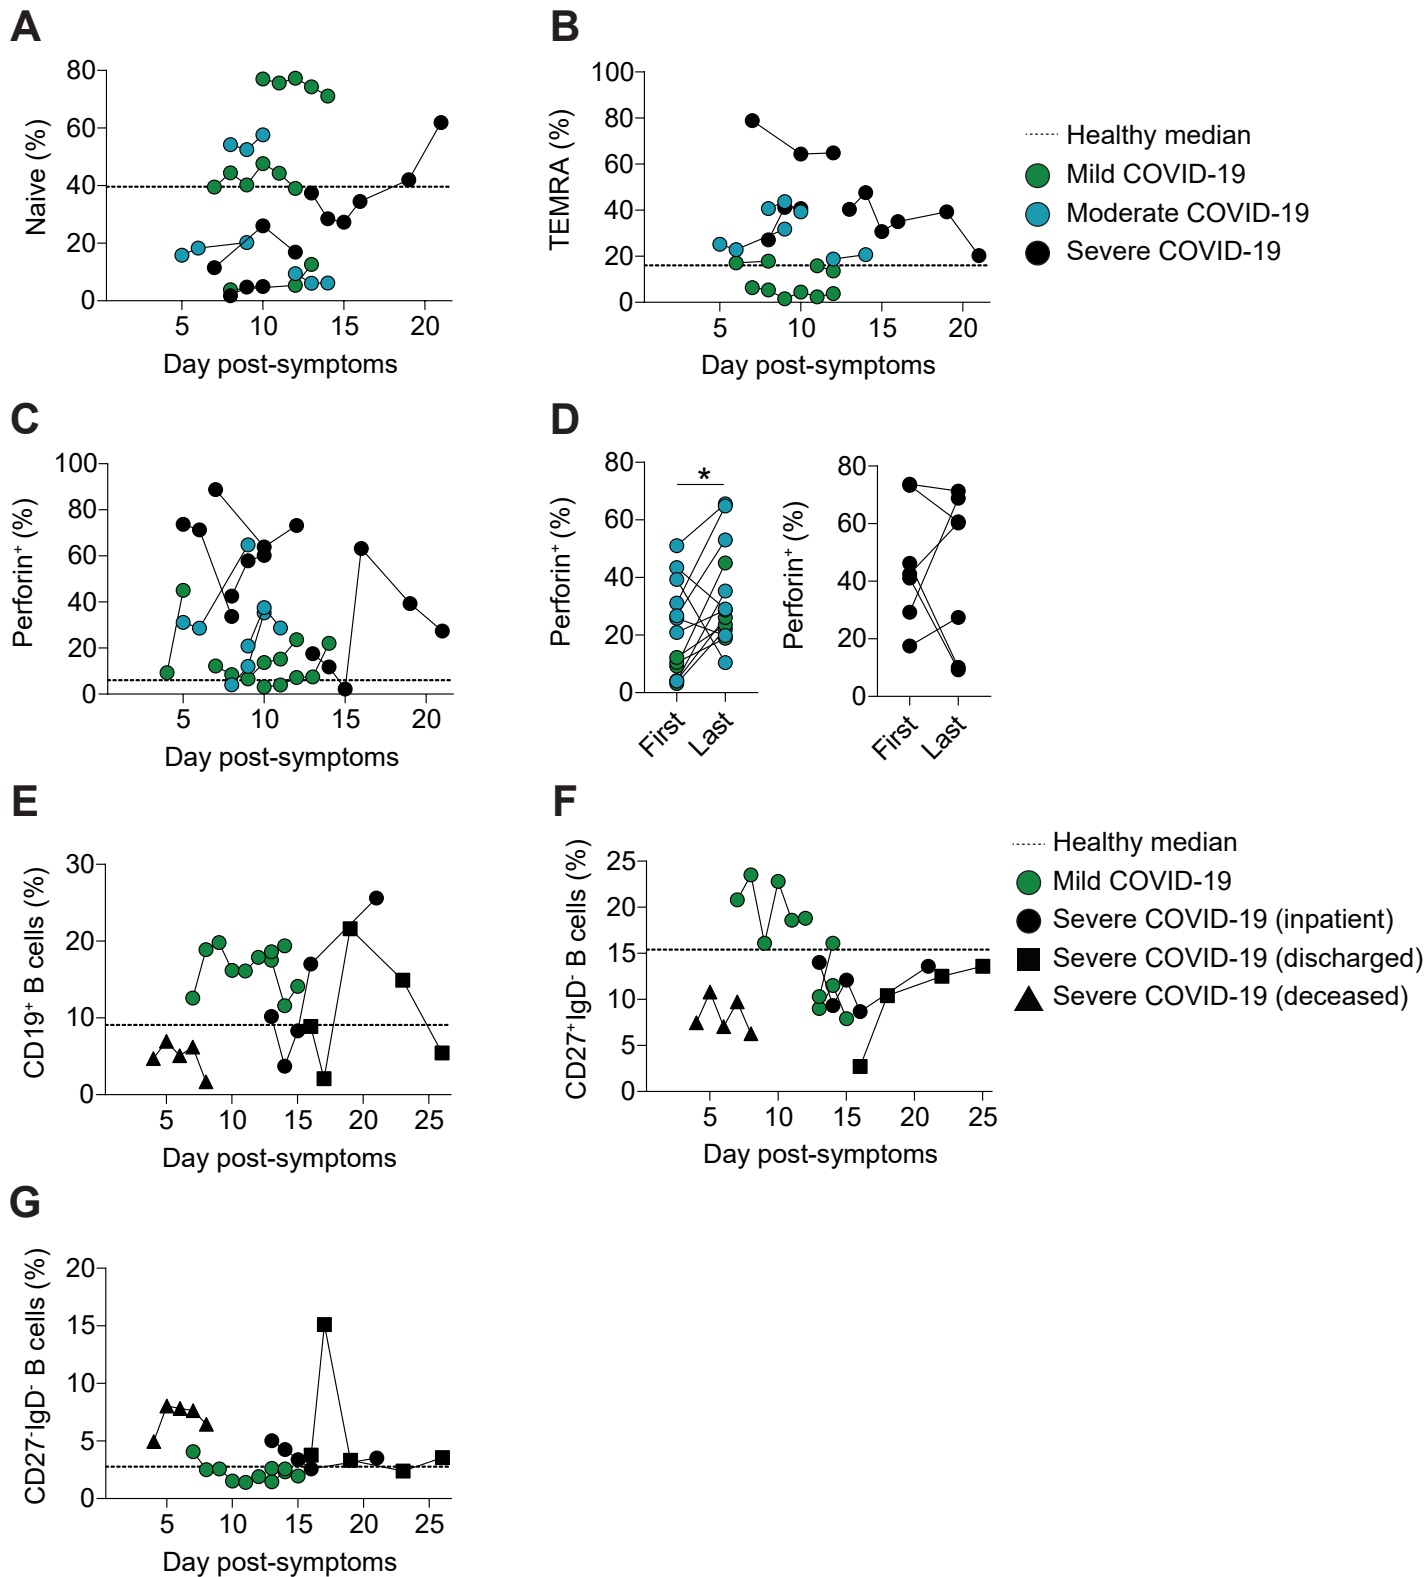 A
B
80
60
40
20
0
Naive (%)
5 10 15 20
Day post-symptoms
100
80
60
40
20
0
TEMRA (%)
5 10 15 20
Day post-symptoms
Healthy median
Mild COVID-19
Moderate COVID-19
Severe COVID-19
C
D
100
80
60
40
20
0
Perforin⁺ (%)
5 10 15 20
Day post-symptoms
80
60
40
20
0
Perforin⁺ (%)
*
First Last
80
60
40
20
0
Perforin⁺ (%)
First Last
E
F
30
20
10
0
CD19⁺ B cells (%)
5 10 15 20 25
Day post-symptoms
25
20
15
10
5
0
CD27⁺IgD⁻ B cells (%)
5 10 15 20 25
Day post-symptoms
Healthy median
Mild COVID-19
Severe COVID-19 (inpatient)
Severe COVID-19 (discharged)
Severe COVID-19 (deceased)
G
20
15
10
5
0
CD27⁻IgD⁻ B cells (%)
5 10 15 20 25
Day post-symptoms